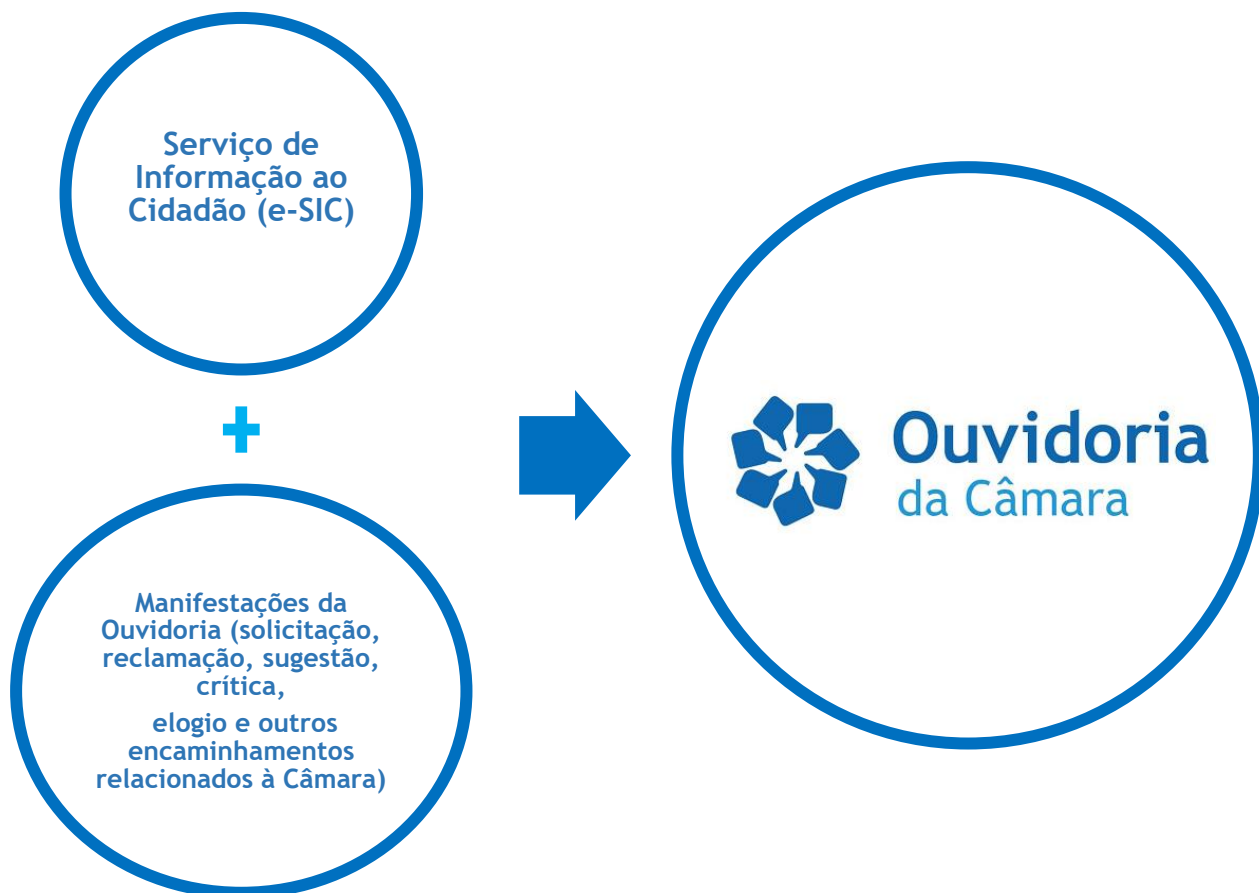 Serviço de
Informação ao
Cidadão (e-SIC)
Manifestações da
Ouvidoria (solicitação,
reclamação, sugestão,
crítica,
elogio e outros
encaminhamentos
relacionados à Câmara)
Ouvidoria
da Câmara